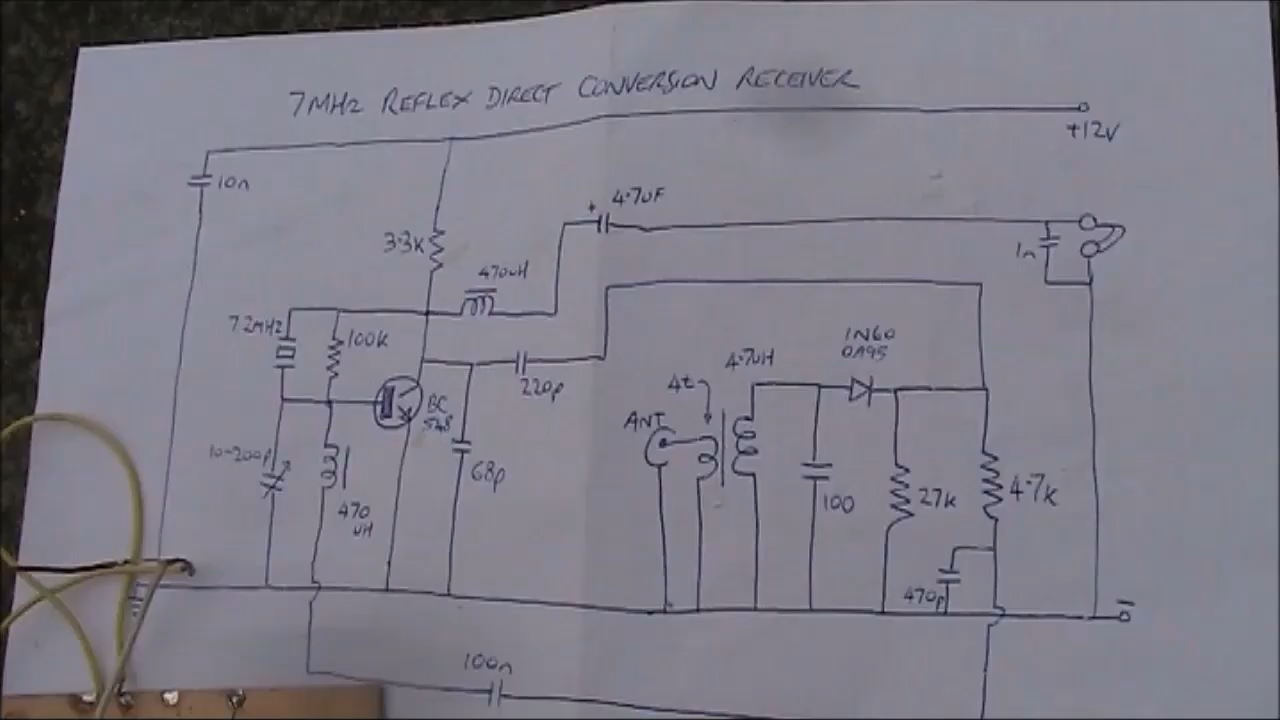 7MHz REFLEX DIRECT CONVERSION RECEIVER
+12v
10n
4.7uF
3.3k
470uH
1n
7.2MHz
100k
1N60
OA95
220p
4.7uH
4t
BC
548
ANT
10-200p
68p
470
uH
100
27k
4.7k
470p
100n